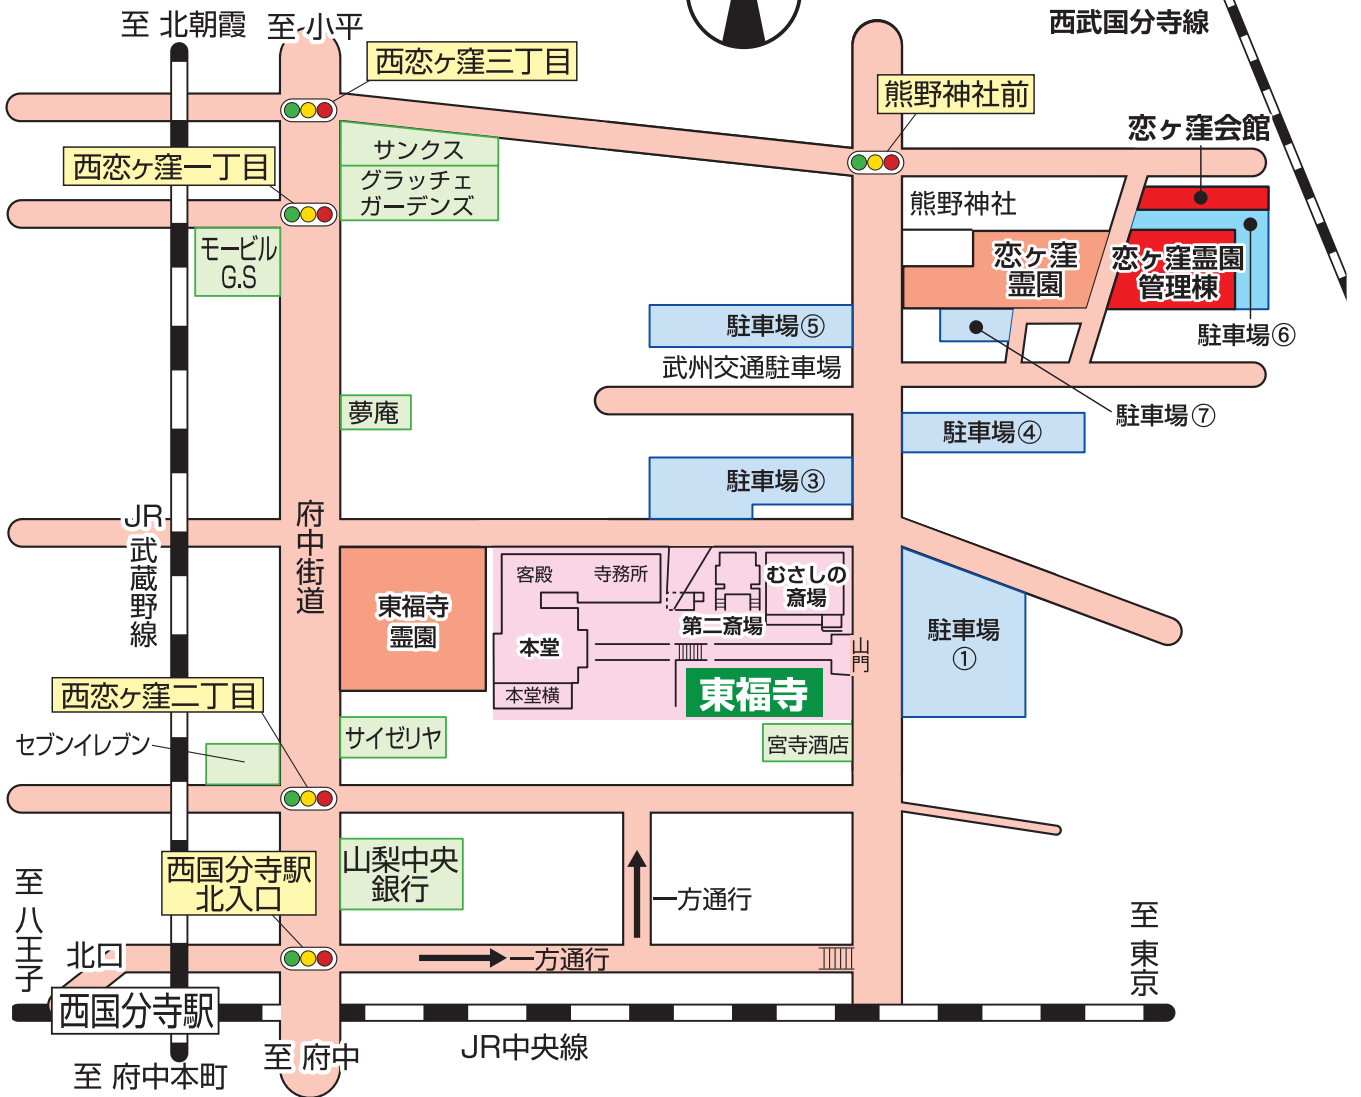 至 北朝霞
至 小平
西武国分寺線
西恋ヶ窪三丁目
熊野神社前
恋ヶ窪会館
サンクス
西恋ヶ窪一丁目
グラッチェ
ガーデンズ
熊野神社
モービル
G.S
恋ヶ窪
霊園
恋ヶ窪霊園
管理棟
駐車場⑤
駐車場⑥
武州交通駐車場
夢庵
駐車場⑦
駐車場④
駐車場③
JR
武蔵野線
府中街道
客殿
寺務所
むさしの
斎場
東福寺
霊園
第二斎場
駐車場
①
本堂
山門
西恋ヶ窪二丁目
本堂横
東福寺
セブンイレブン
サイゼリヤ
宮寺酒店
山梨中央
銀行
西国分寺駅
北入口
至 八王子
一方通行
至 東京
北口
一方通行
西国分寺駅
JR中央線
至 府中
至 府中本町